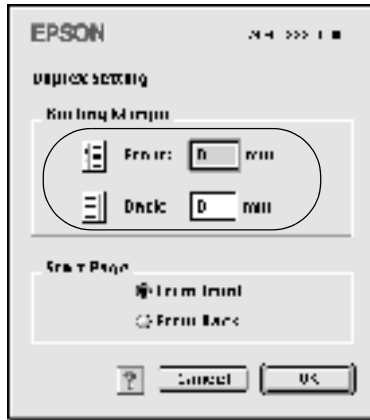 EPSON
Duplex Setting
Binding Margin
Front: 0 mm
Back: 0 mm
Start Page
From Front
From Back
? Cancel OK